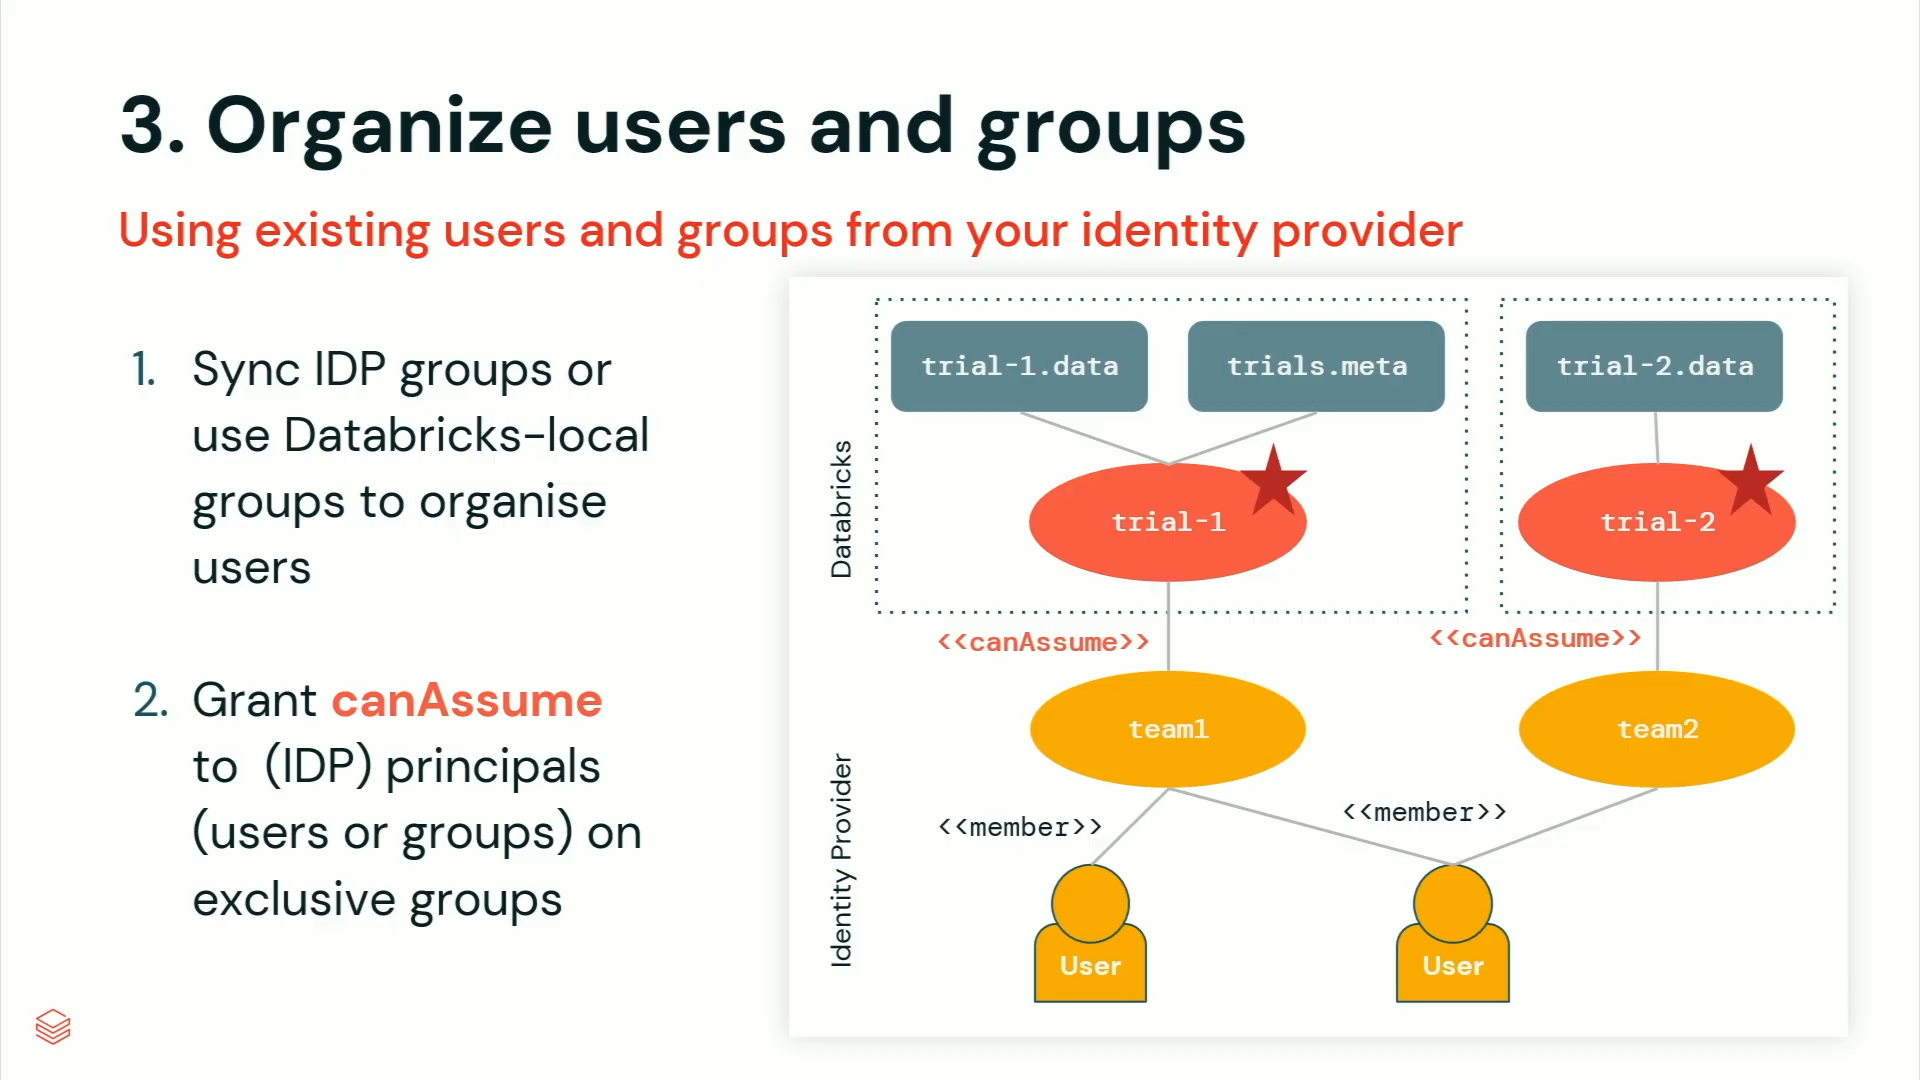 3. Organize users and groups
Using existing users and groups from your identity provider
1. Sync IDP groups or
use Databricks-local
groups to organise
users
2. Grant canAssume
to (IDP) principals
(users or groups) on
exclusive groups
Databricks
trial-1.data
trials.meta
trial-2.data
trial-1
trial-2
<<canAssume>>
<<canAssume>>
Identity Provider
team1
team2
<<member>>
<<member>>
User
User